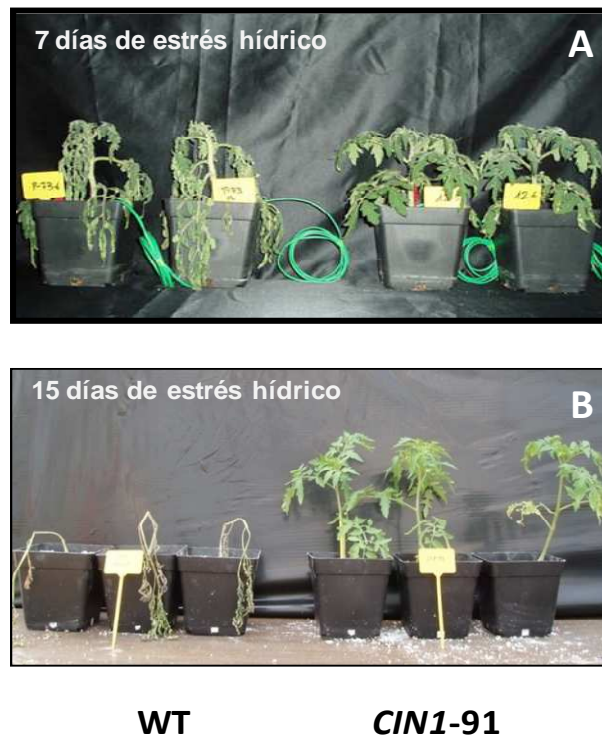 7 días de estrés hídrico
A
15 días de estrés hídrico
B
WT
CIN1-91